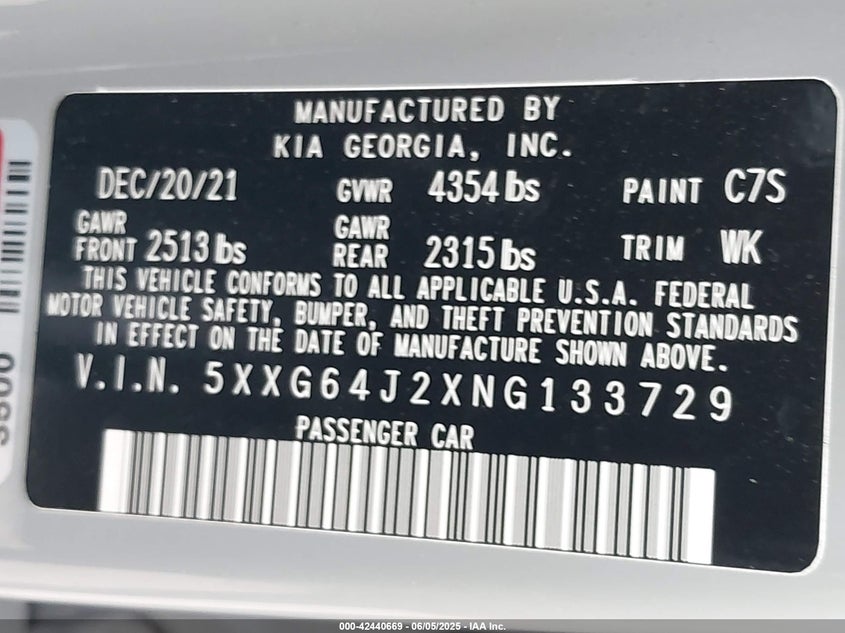 MANUFACTURED BY
KIA GEORGIA, INC.
DEC/20/21 GVWR 4354 lbs PAINT C7S
GAWR FRONT 2513 lbs GAWR REAR 2315 lbs TRIM WK
THIS VEHICLE CONFORMS TO ALL APPLICABLE U.S.A. FEDERAL
MOTOR VEHICLE SAFETY, BUMPER, AND THEFT PREVENTION STANDARDS
IN EFFECT ON THE DATE OF MANUFACTURE SHOWN ABOVE.
V.I.N. 5XXG64J2XNG133729
PASSENGER CAR
000-42440669 - 06/05/2025 - IAA Inc.